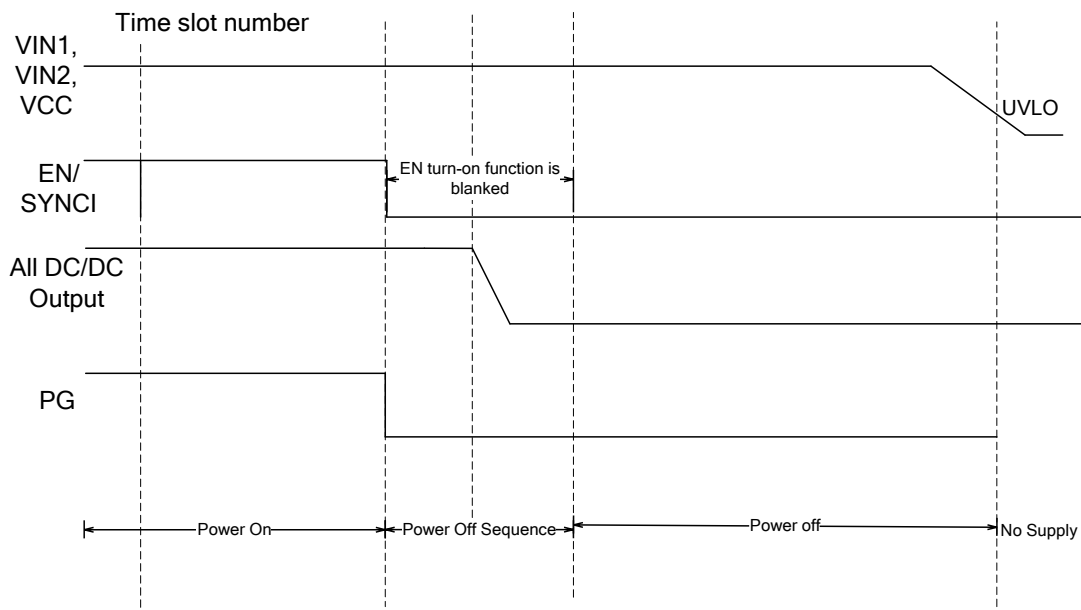 Time slot number
VIN1,
VIN2,
VCC
UVLO
EN/
SYNCI
EN turn-on function is
blanked
All DC/DC
Output
PG
Power On
Power Off Sequence
Power off
No Supply